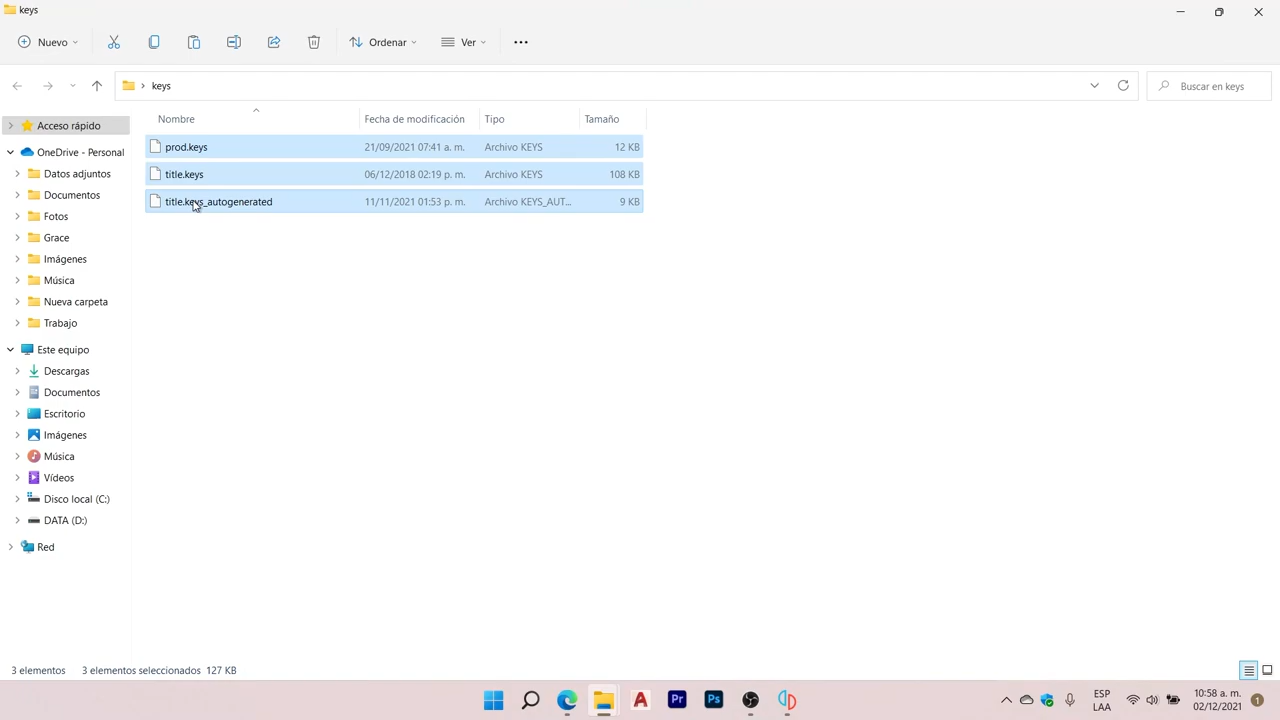 keys
Nuevo
Ordenar
Ver
keys
Buscar en keys
Nombre
Fecha de modificación
Tipo
Tamaño
prod.keys 21/09/2021 07:41 a. m. Archivo KEYS 12 KB
title.keys 06/12/2018 02:19 p. m. Archivo KEYS 108 KB
title.keys_autogenerated 11/11/2021 01:53 p. m. Archivo KEYS_AUT... 9 KB
Acceso rápido
OneDrive - Personal
Datos adjuntos
Documentos
Fotos
Grace
Imágenes
Música
Nueva carpeta
Trabajo
Este equipo
Descargas
Documentos
Escritorio
Imágenes
Música
Vídeos
Disco local (C:)
DATA (D:)
Red
3 elementos
3 elementos seleccionados 127 KB
A
Pr
Ps
ESP
LAA
10:58 a. m.
02/12/2021
1